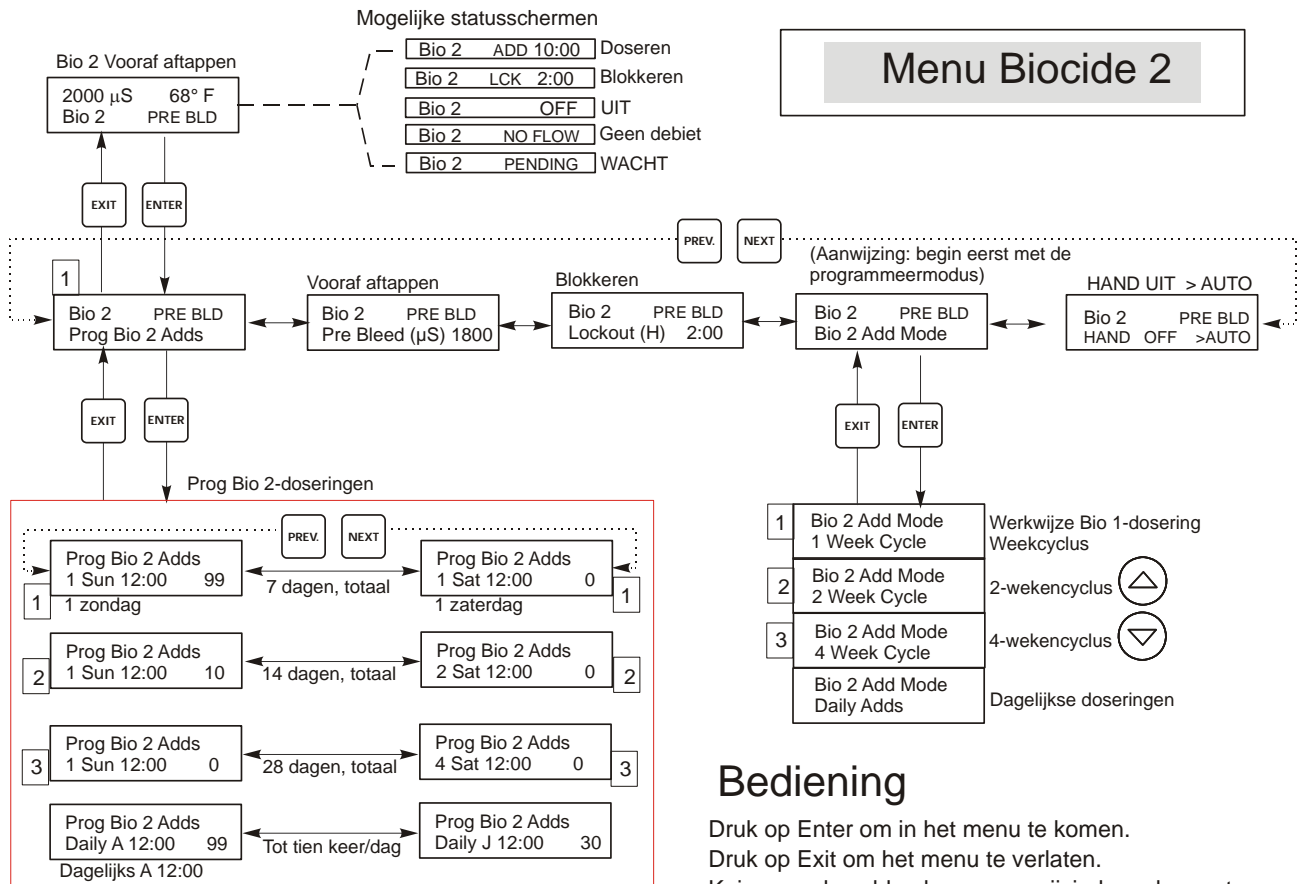 Mogelijke statusschermen
Menu Biocide 2
Bio 2 Vooraf aftappen
2000 µS 68° F
Bio 2 PRE BLD
Bio 2 ADD 10:00 Doseren
Bio 2 LCK 2:00 Blokkeren
Bio 2 OFF UIT
Bio 2 NO FLOW Geen debiet
Bio 2 PENDING WACHT
EXIT ENTER
PREV. NEXT
1
Bio 2 PRE BLD
Prog Bio 2 Adds
Vooraf aftappen
Bio 2 PRE BLD
Pre Bleed (µS) 1800
Blokkeren
Bio 2 PRE BLD
Lockout (H) 2:00
(Aanwijzing: begin eerst met de
programmeermodus)
Bio 2 PRE BLD
Bio 2 Add Mode
HAND UIT > AUTO
Bio 2 PRE BLD
HAND OFF >AUTO
EXIT ENTER
EXIT ENTER
Prog Bio 2-doseringen
PREV. NEXT
Prog Bio 2 Adds
1 Sun 12:00 99
1
1 zondag
7 dagen, totaal
Prog Bio 2 Adds
1 Sat 12:00 0
1
1 zaterdag
Prog Bio 2 Adds
1 Sun 12:00 10
2
14 dagen, totaal
Prog Bio 2 Adds
2 Sat 12:00 0
2
Prog Bio 2 Adds
1 Sun 12:00 0
3
28 dagen, totaal
Prog Bio 2 Adds
4 Sat 12:00 0
3
Prog Bio 2 Adds
Daily A 12:00 99
Dagelijks A 12:00
Tot tien keer/dag
Prog Bio 2 Adds
Daily J 12:00 30
1
Bio 2 Add Mode
1 Week Cycle
Werkwijze Bio 1-dosering
Weekcyclus
2
Bio 2 Add Mode
2 Week Cycle
2-wekencyclus
3
Bio 2 Add Mode
4 Week Cycle
4-wekencyclus
Bio 2 Add Mode
Daily Adds
Dagelijkse doseringen
Bediening
Druk op Enter om in het menu te komen.
Druk op Exit om het menu te verlaten.